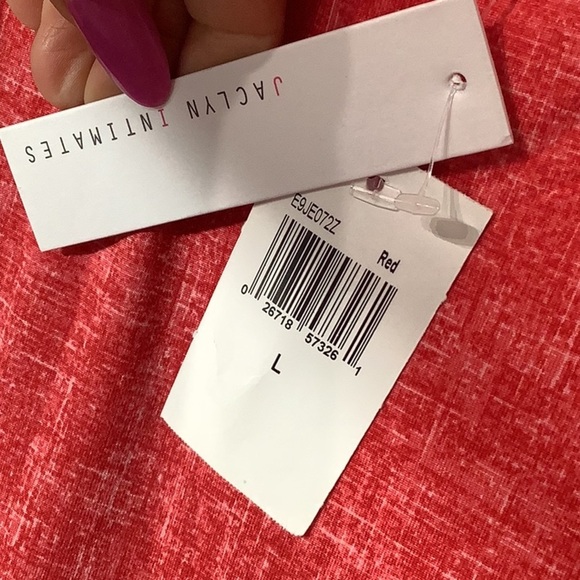 JACLYN INTIMATES
E9JE072Z
Red
0 26718 57326 1
L